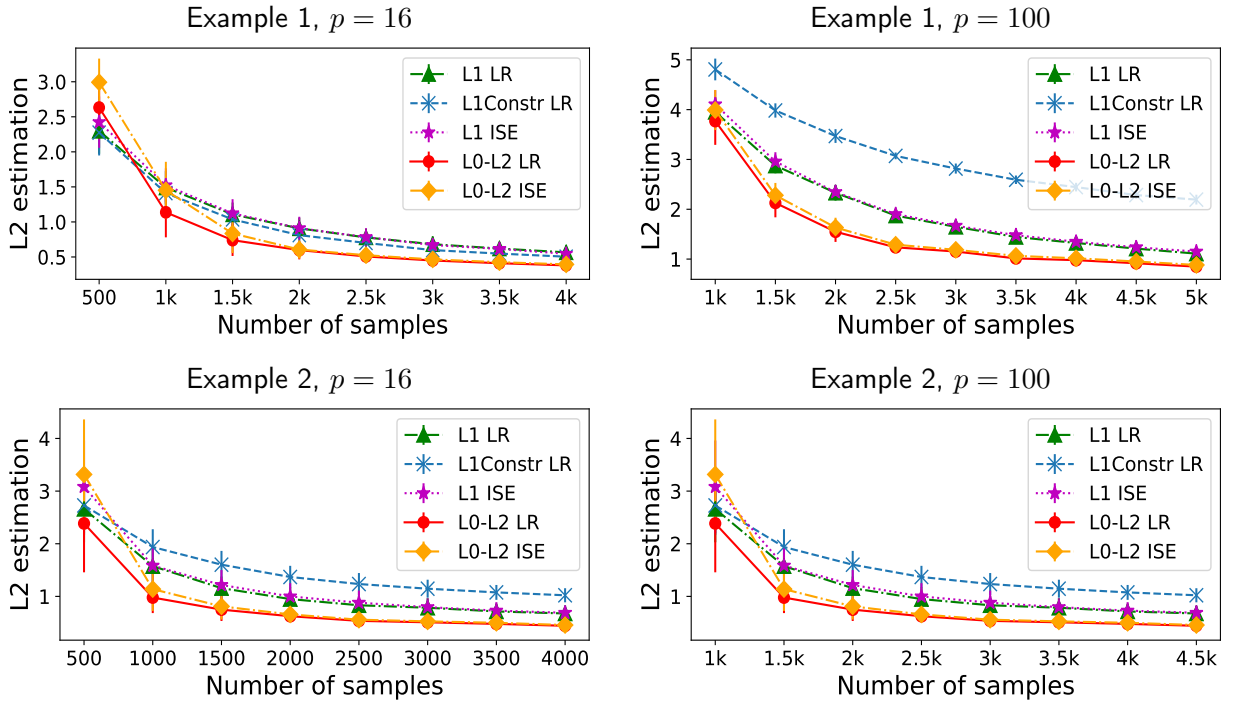 Example 1, p = 16
L2 estimation
3.0
2.5
2.0
1.5
1.0
0.5
L1 LR
L1Constr LR
L1 ISE
L0-L2 LR
L0-L2 ISE
500 1k 1.5k 2k 2.5k 3k 3.5k 4k
Number of samples
Example 1, p = 100
L2 estimation
5
4
3
2
1
L1 LR
L1Constr LR
L1 ISE
L0-L2 LR
L0-L2 ISE
1k 1.5k 2k 2.5k 3k 3.5k 4k 4.5k 5k
Number of samples
Example 2, p = 16
L2 estimation
4
3
2
1
L1 LR
L1Constr LR
L1 ISE
L0-L2 LR
L0-L2 ISE
500 1000 1500 2000 2500 3000 3500 4000
Number of samples
Example 2, p = 100
L2 estimation
4
3
2
1
L1 LR
L1Constr LR
L1 ISE
L0-L2 LR
L0-L2 ISE
1k 1.5k 2k 2.5k 3k 3.5k 4k 4.5k
Number of samples